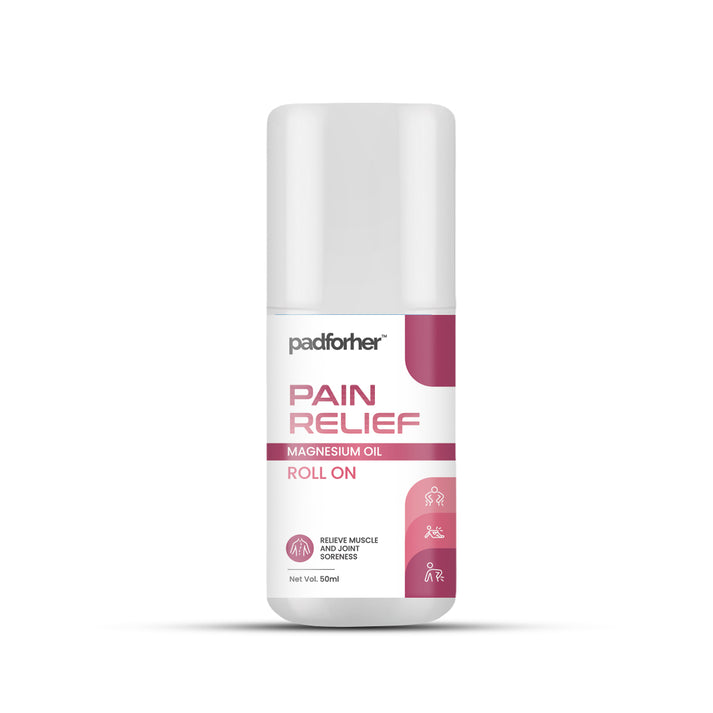 padforher™
PAIN
RELIEF
MAGNESIUM OIL
ROLL ON
RELIEVE MUSCLE
AND JOINT
SORENESS
Net Vol. 50ml